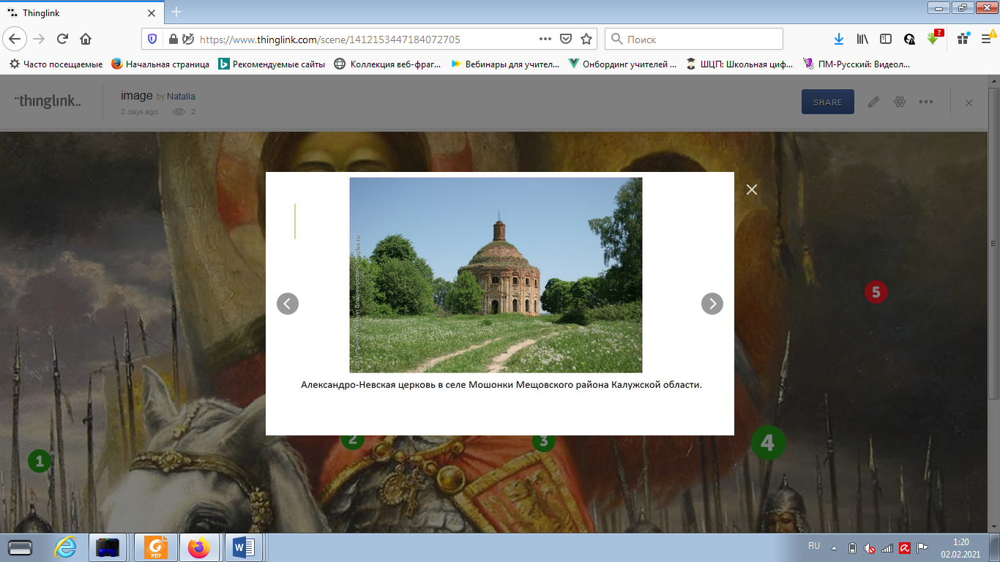 Thinglink
https://www.thinglink.com/scene/1412153447184072705
Поиск
?
Часто посещаемые
Начальная страница
Рекомендуемые сайты
Коллекция веб-фраг...
Вебинары для учител...
Онбординг учителей ...
ШЦП: Школьная циф...
ПМ-Русский: Видеол...
thinglink..
image by Natalia
2 days ago
2
SHARE
Александро-Невская церковь в селе Мошонки Мещовского района Калужской области.
5
1
2
3
4
PDF
W
RU
1:20
02.02.2021